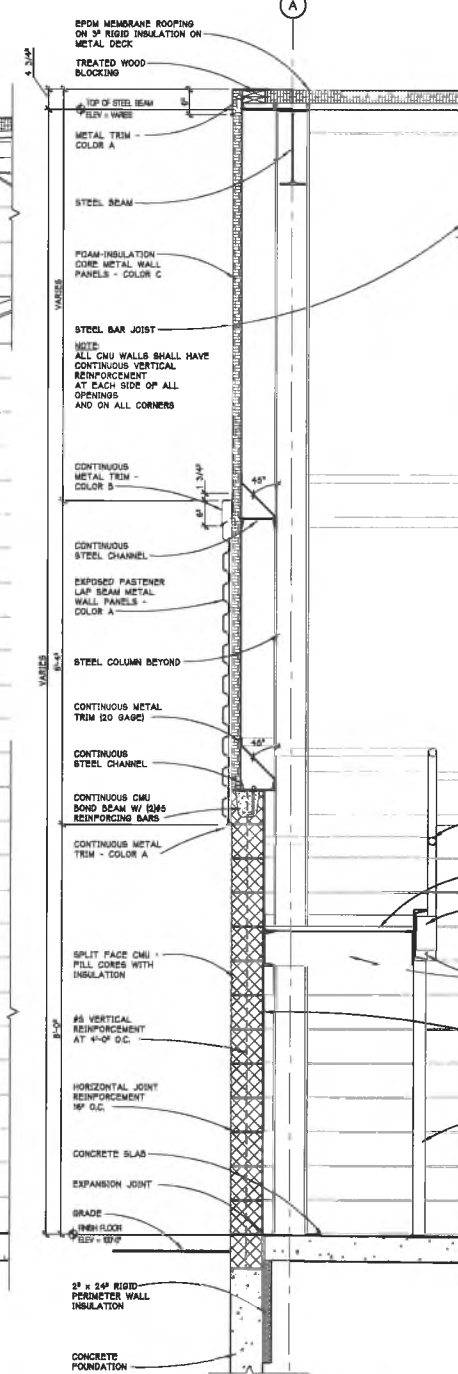 A
EPDM MEMBRANE ROOFING
ON 3" RIGID INSULATION ON
METAL DECK
TREATED WOOD
BLOCKING
4 3/4"
TOP OF STEEL BEAM
ELEV = VARIES
6"
METAL TRIM -
COLOR A
STEEL BEAM
FOAM-INSULATION
CORE METAL WALL
PANELS - COLOR C
VARIES
STEEL BAR JOIST
NOTE:
ALL CMU WALLS SHALL HAVE
CONTINUOUS VERTICAL
REINFORCEMENT
AT EACH SIDE OF ALL
OPENINGS
AND ON ALL CORNERS
CONTINUOUS
METAL TRIM -
COLOR B
1 3/4"
6"
45°
CONTINUOUS
STEEL CHANNEL
EXPOSED FASTENER
LAP SEAM METAL
WALL PANELS -
COLOR A
STEEL COLUMN BEYOND
VARIES
CONTINUOUS METAL
TRIM (20 GAGE)
45°
CONTINUOUS
STEEL CHANNEL
CONTINUOUS CMU
BOND BEAM W/ (2)#5
REINFORCING BARS
CONTINUOUS METAL
TRIM - COLOR A
SPLIT FACE CMU -
FILL CORES WITH
INSULATION
#5 VERTICAL
REINFORCEMENT
AT 4'-0" O.C.
HORIZONTAL JOINT
REINFORCEMENT
16" O.C.
CONCRETE SLAB
EXPANSION JOINT
GRADE
FINISH FLOOR
ELEV = 100'-0"
2" x 24" RIGID
PERIMETER WALL
INSULATION
CONCRETE
FOUNDATION